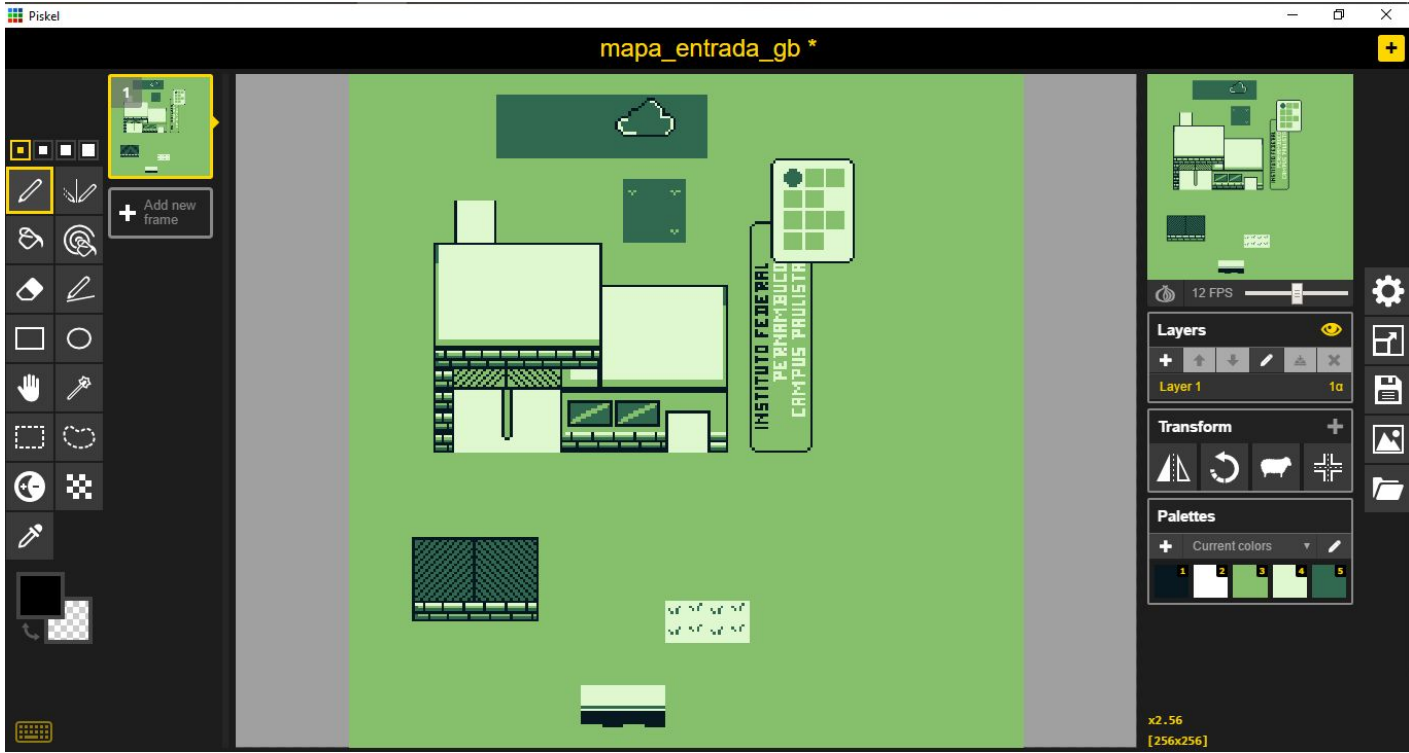 Piskel
mapa_entrada_gb *
1
Add new
frame
INSTITUTO FEDERAL
PERNAMBUCO
CAMPUS PAULISTA
12 FPS
Layers
Layer 1
1α
Transform
Palettes
Current colors
1 2 3 4 5
x2.56
[256x256]